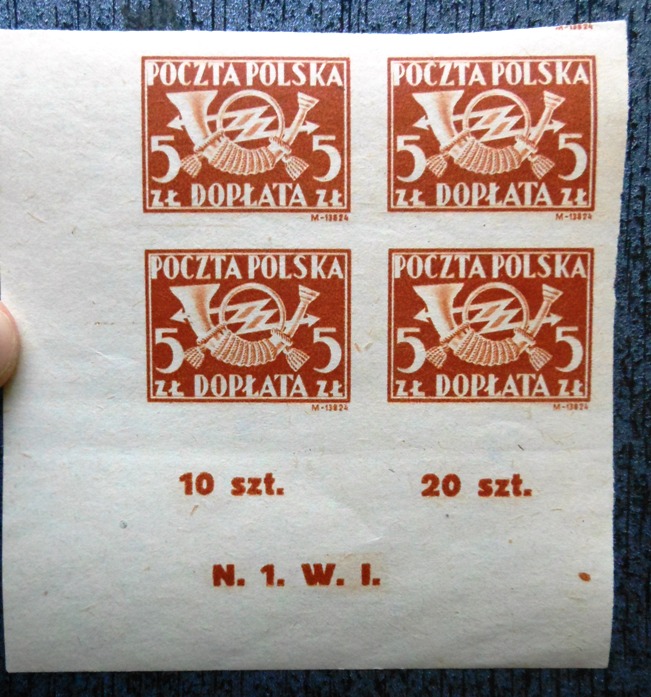 M-13824
POCZTA POLSKA
5 5
ZŁ DOPŁATA ZŁ
M-13824
POCZTA POLSKA
5 5
ZŁ DOPŁATA ZŁ
M-13824
POCZTA POLSKA
5 5
ZŁ DOPŁATA ZŁ
M-13824
POCZTA POLSKA
5 5
ZŁ DOPŁATA ZŁ
M-13824
10 szt. 20 szt.
N. 1. W. I.